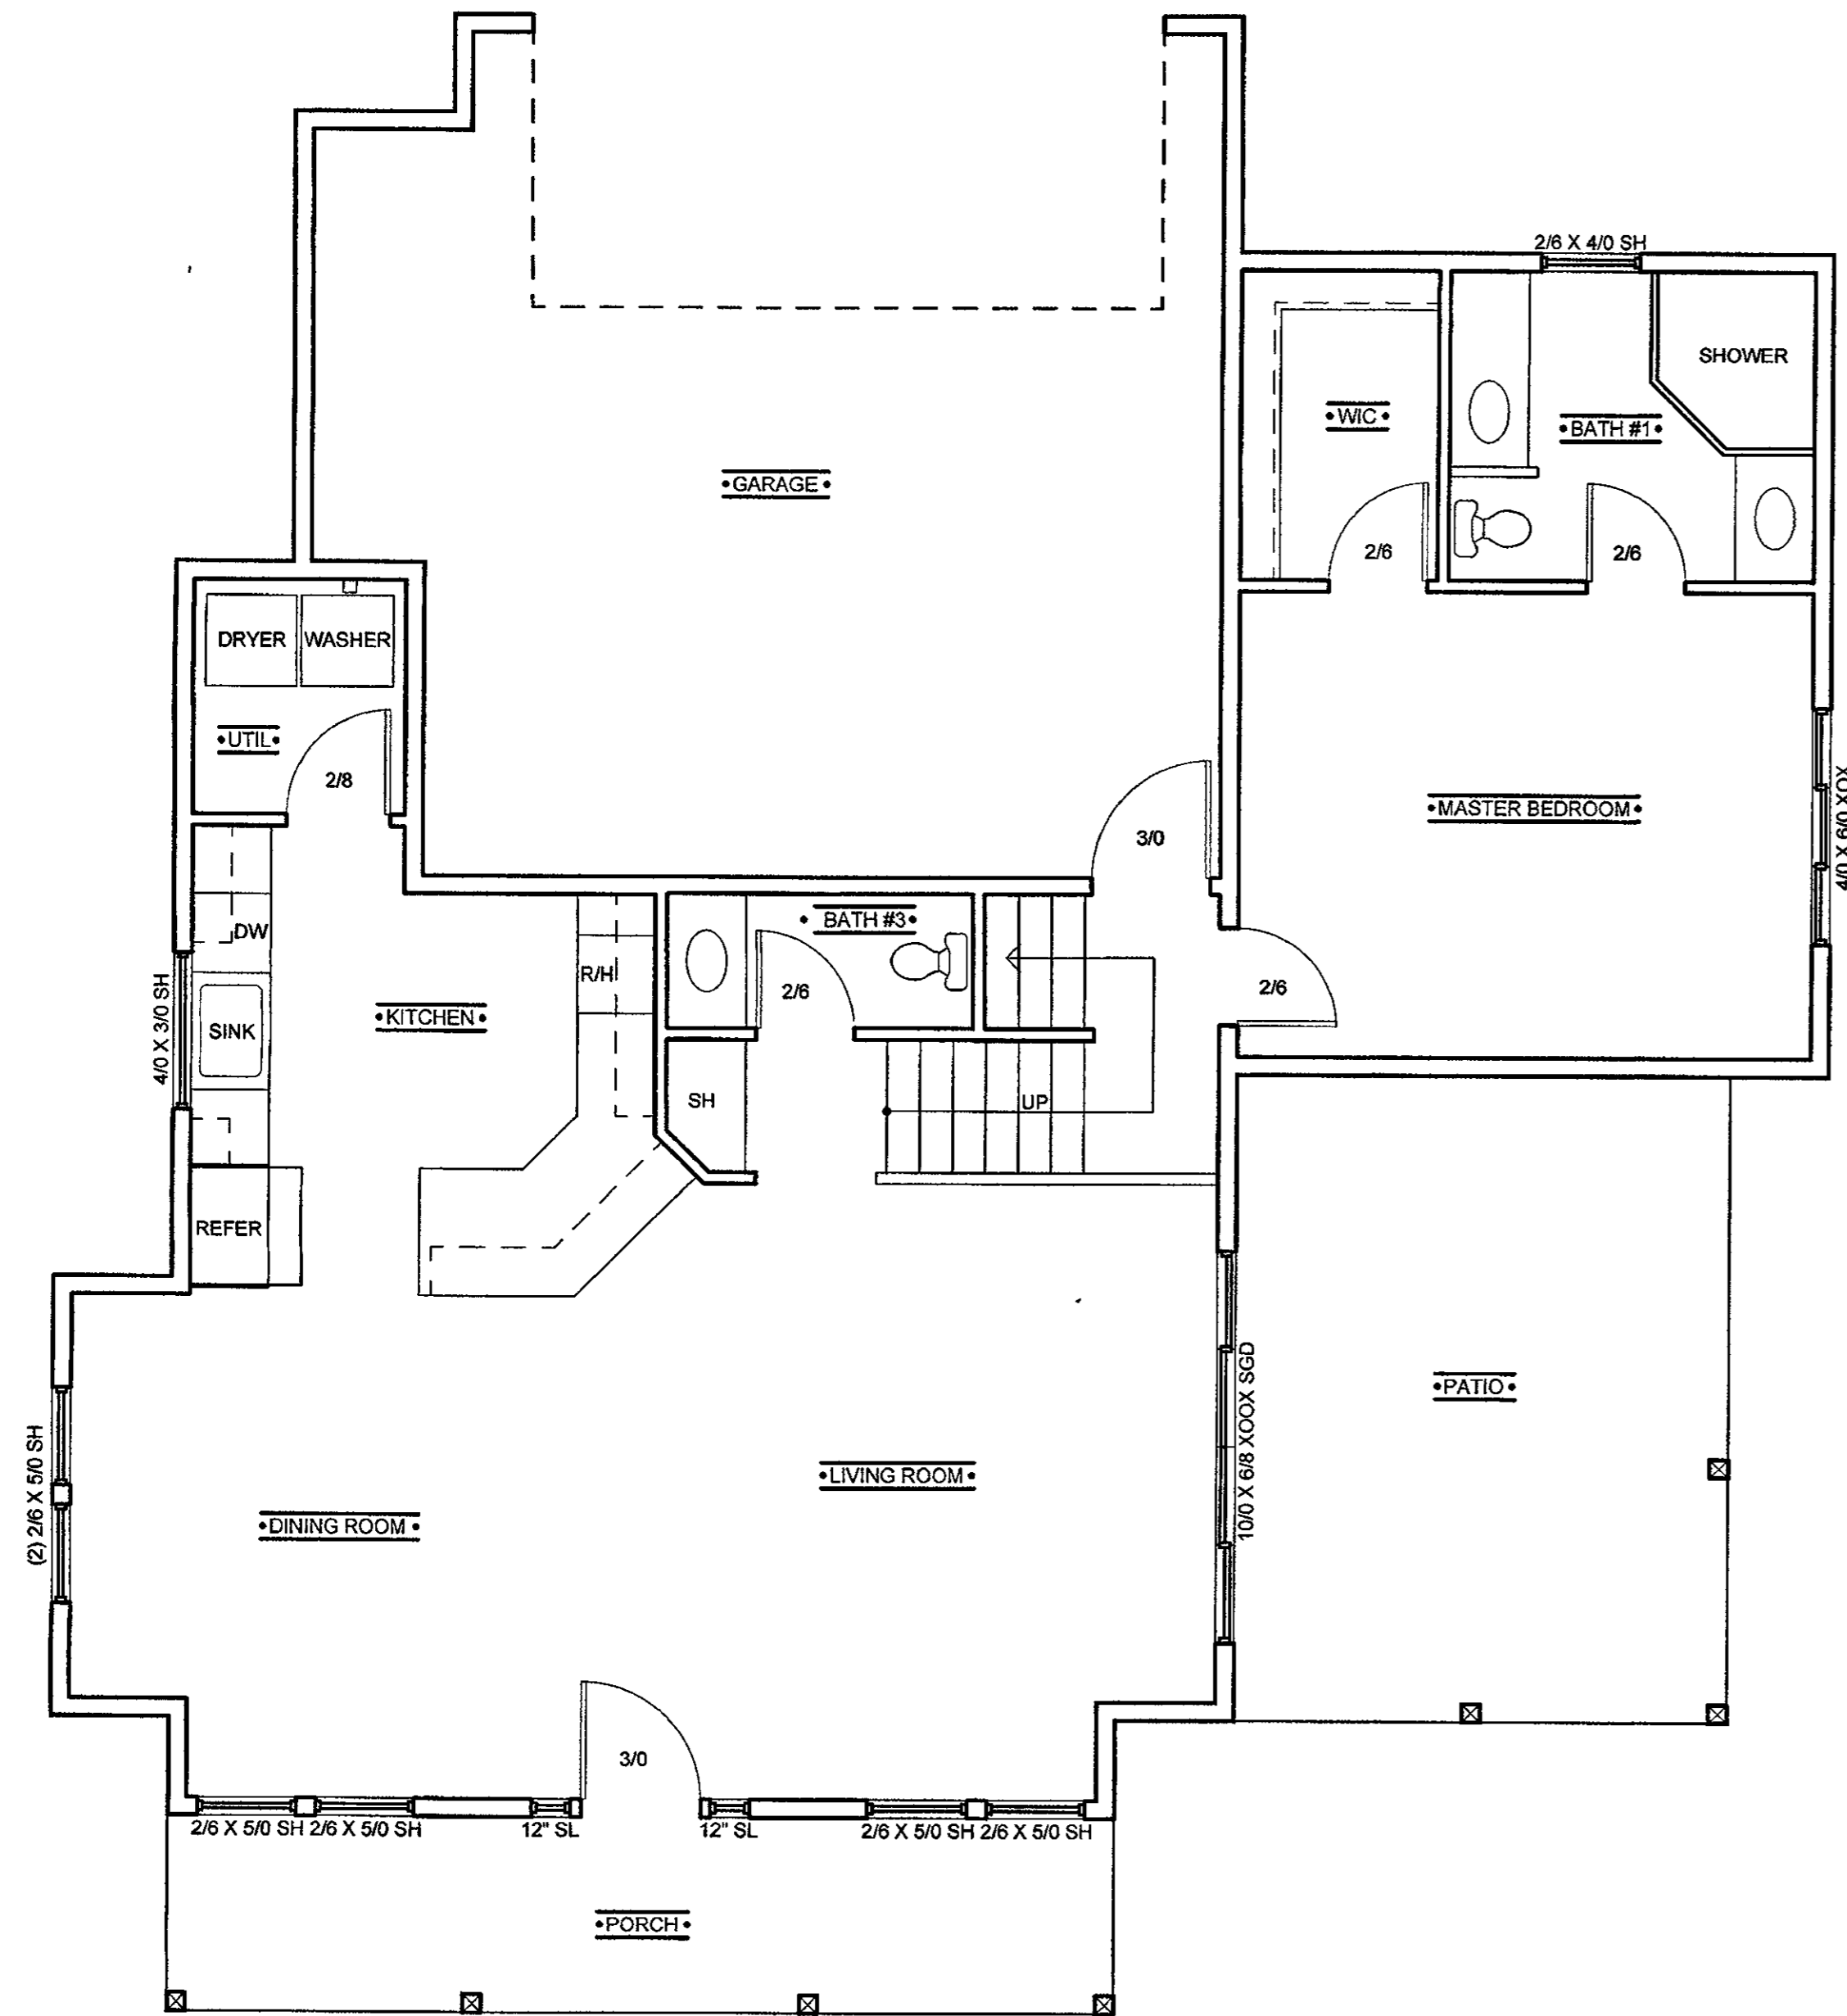 2/6 X 4/0 SH
SHOWER
•WIC•
•BATH #1•
•GARAGE•
2/6
2/6
DRYER
WASHER
•UTIL•
2/8
•MASTER BEDROOM•
4/0 X 6/0 XOX
3/0
• BATH #3•
DW
R/H
2/6
2/6
4/0 X 3/0 SH
SINK
•KITCHEN•
SH
UP
REFER
10/0 X 6/8 XOOX SGD
•PATIO•
(2) 2/6 X 5/0 SH
•LIVING ROOM•
•DINING ROOM•
3/0
2/6 X 5/0 SH 2/6 X 5/0 SH
12" SL
12" SL
2/6 X 5/0 SH 2/6 X 5/0 SH
•PORCH•